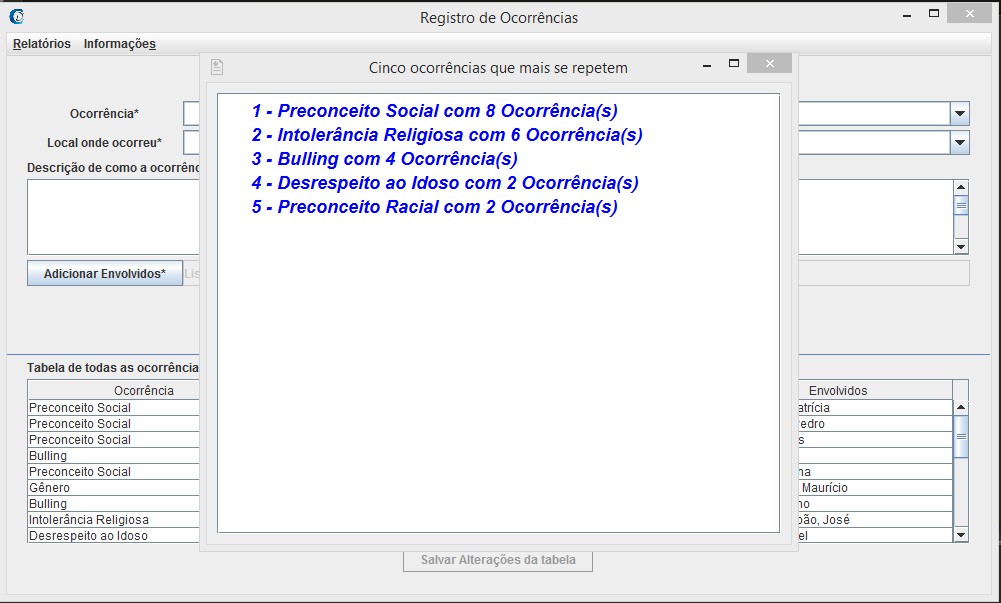 Registro de Ocorrências
Relatórios Informações
Cinco ocorrências que mais se repetem
1 - Preconceito Social com 8 Ocorrência(s)
2 - Intolerância Religiosa com 6 Ocorrência(s)
3 - Bulling com 4 Ocorrência(s)
4 - Desrespeito ao Idoso com 2 Ocorrência(s)
5 - Preconceito Racial com 2 Ocorrência(s)
Ocorrência*
Local onde ocorreu*
Descrição de como a ocorrênc
Adicionar Envolvidos* Lis
Tabela de todas as ocorrência
Ocorrência Envolvidos
Preconceito Social atrícia
Preconceito Social Pedro
Preconceito Social s
Bulling
Preconceito Social na
Gênero Maurício
Bulling no
Intolerância Religiosa oão, José
Desrespeito ao Idoso el
Salvar Alterações da tabela